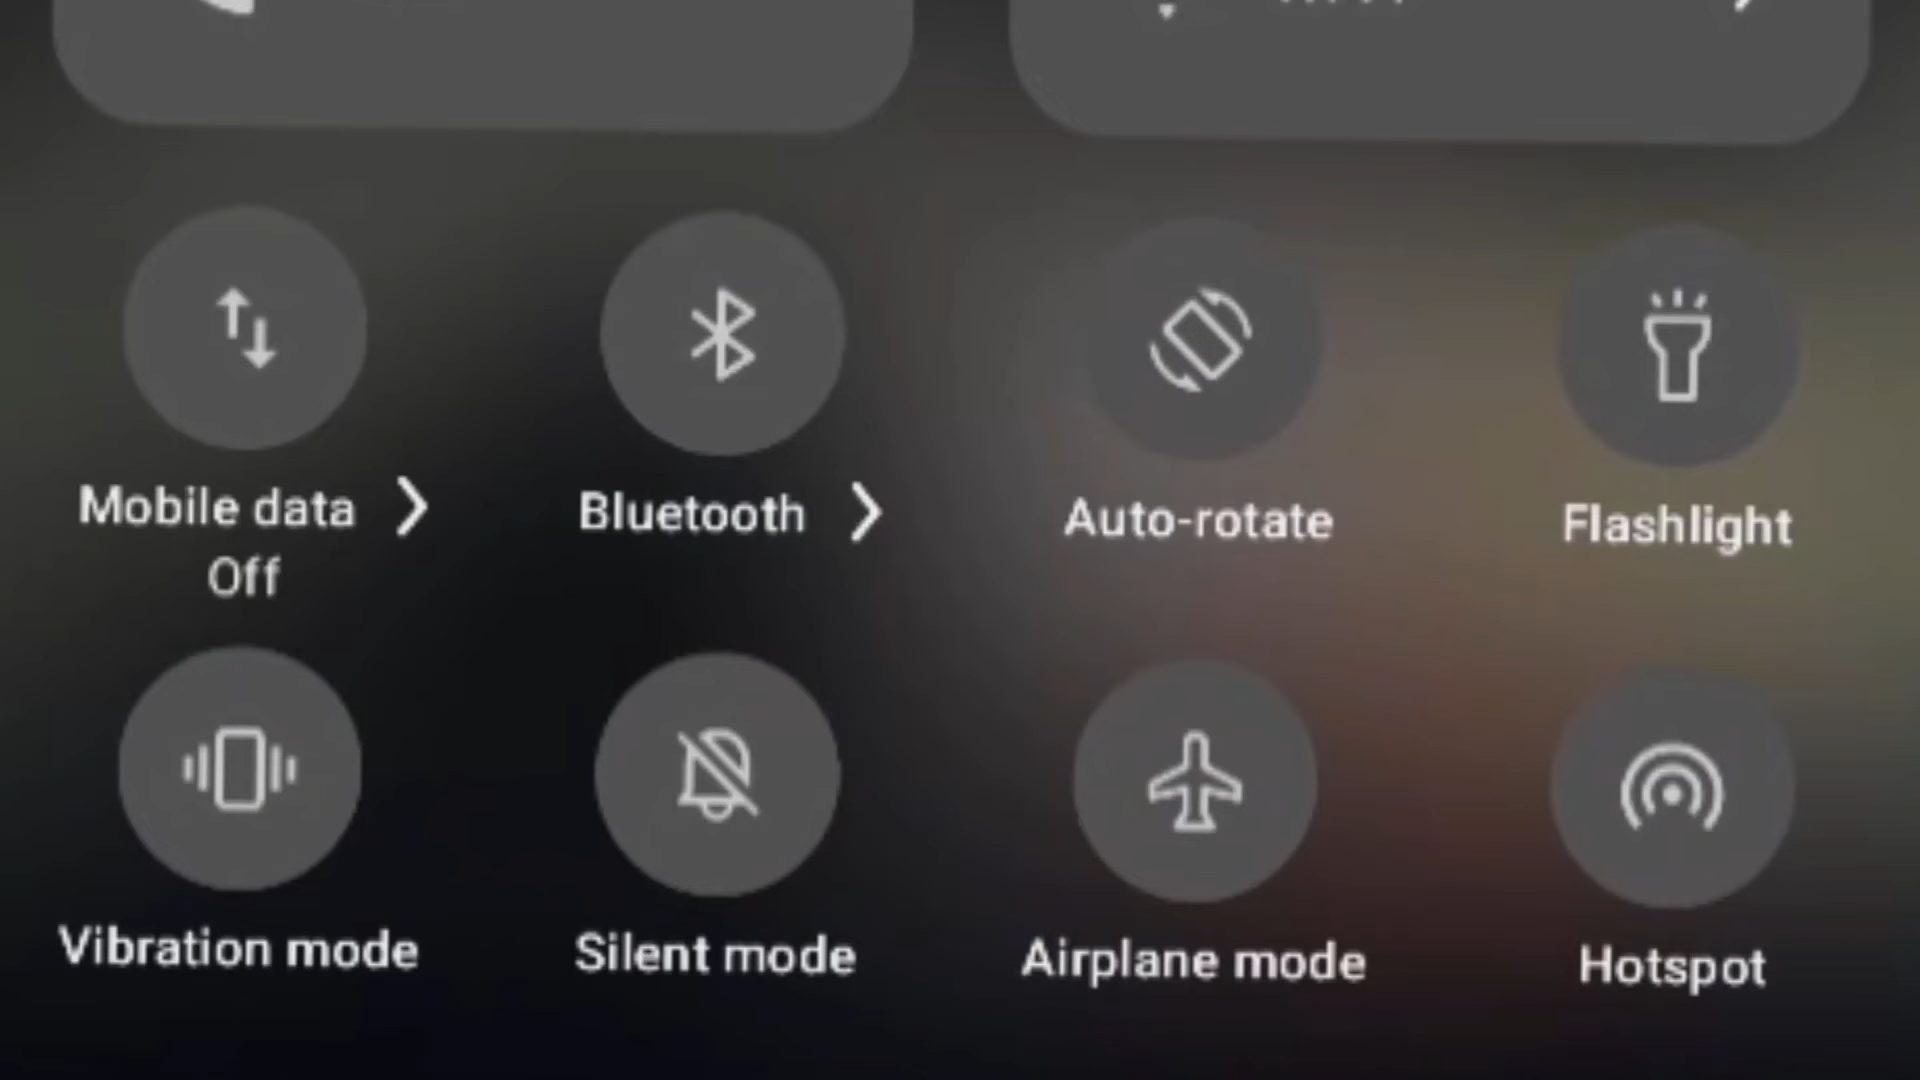 Mobile data
Off
Bluetooth
Auto-rotate
Flashlight
Vibration mode
Silent mode
Airplane mode
Hotspot